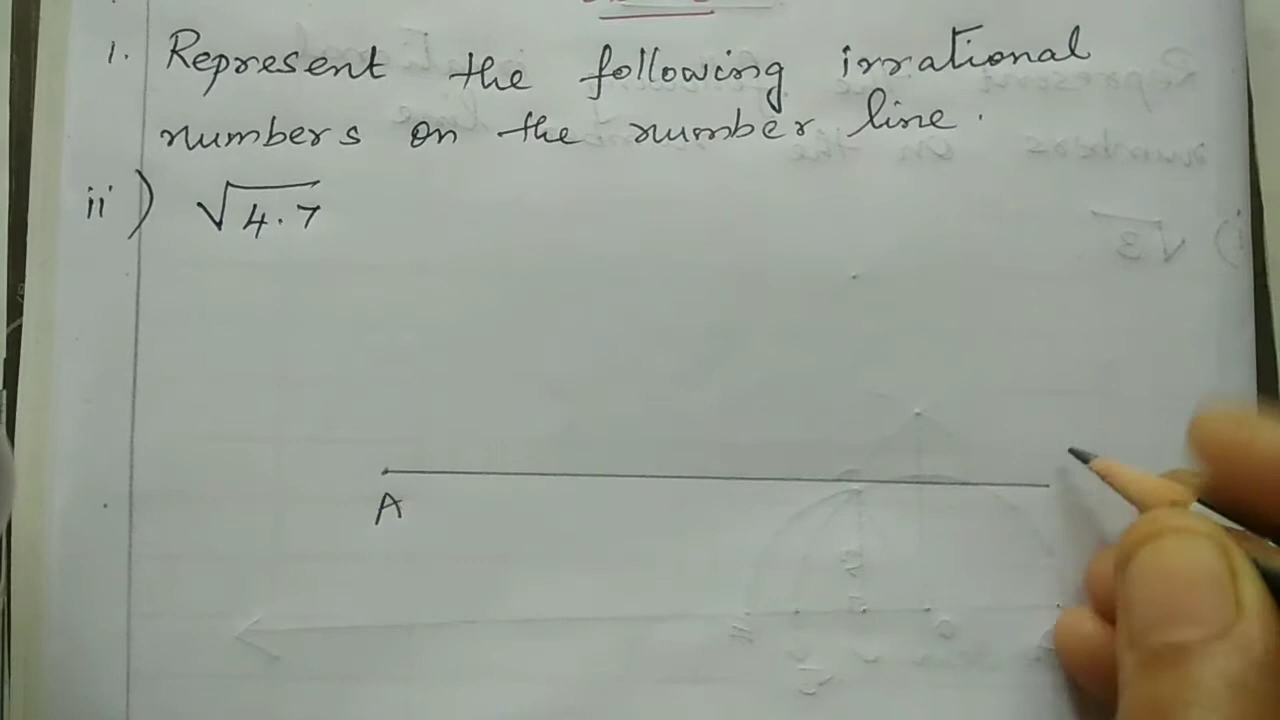 1. Represent the following irrational
numbers on the number line.
ii) √4.7
A